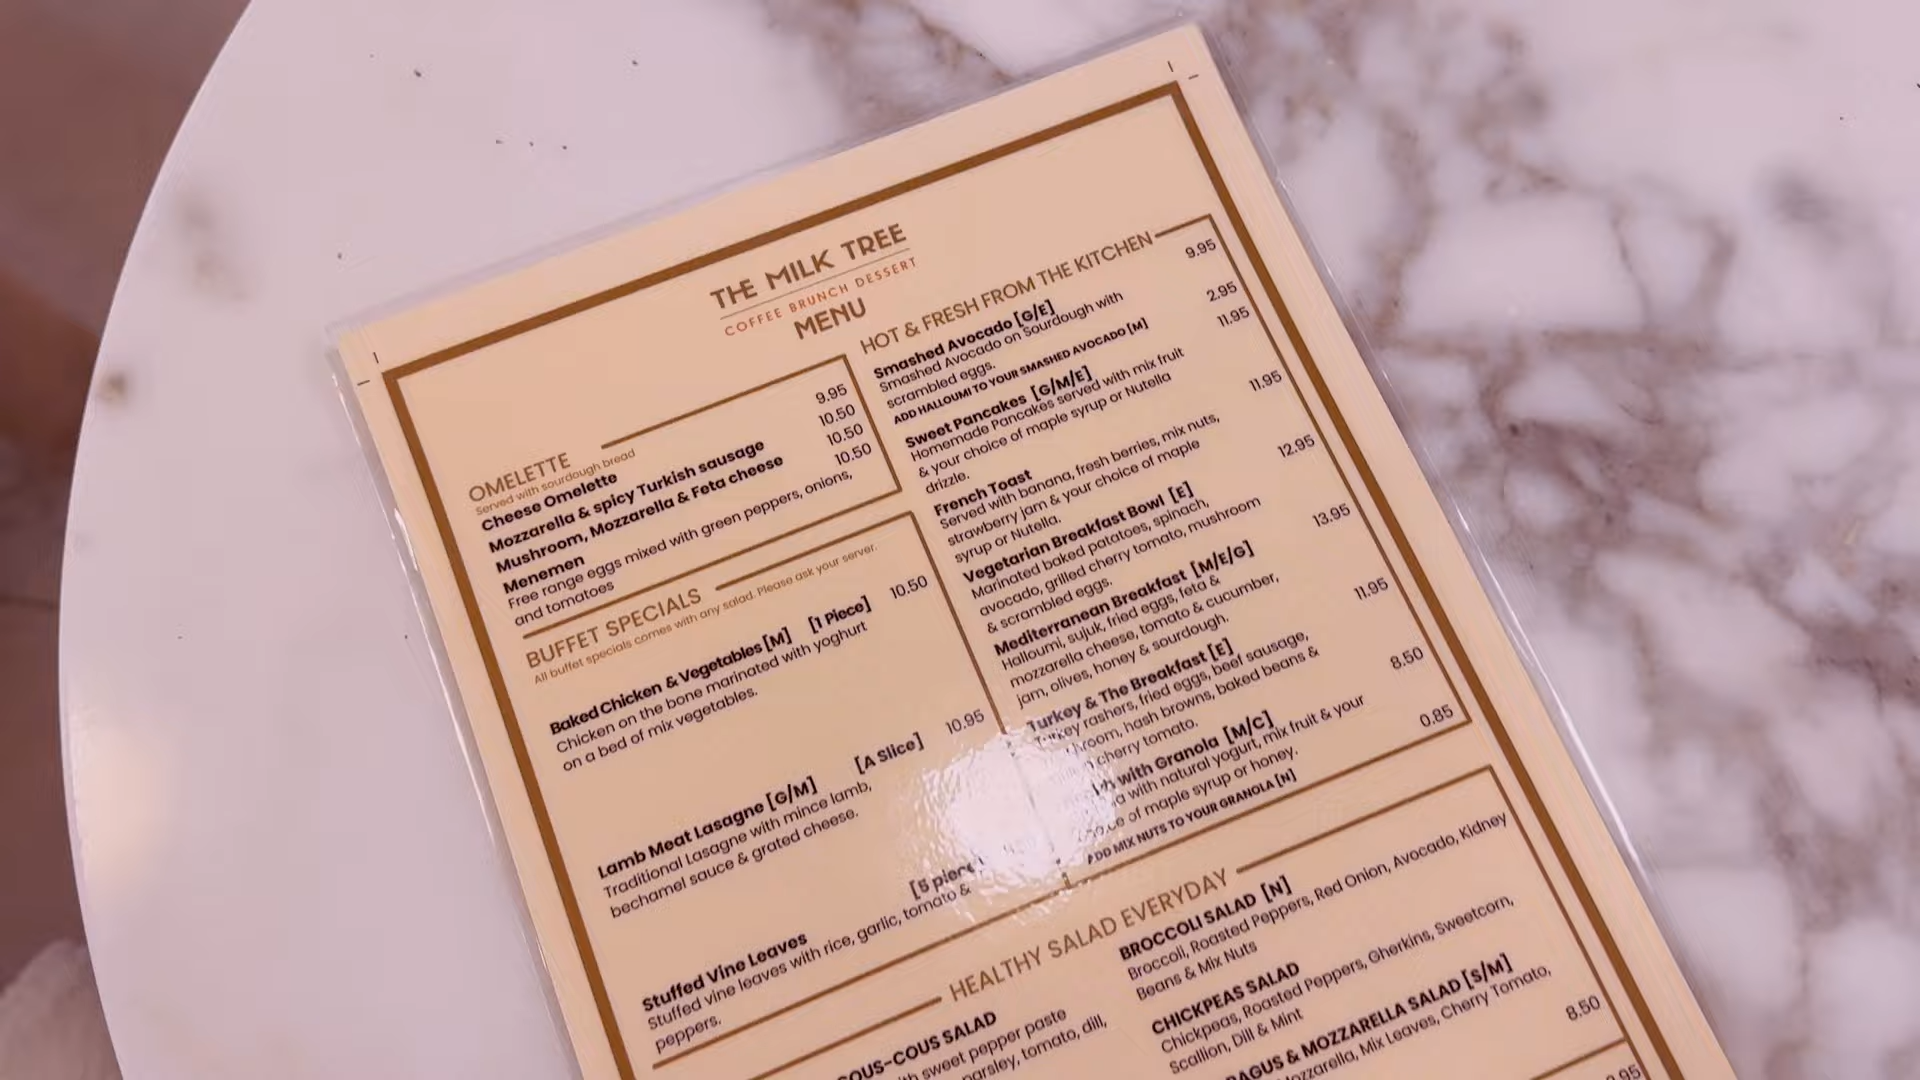 THE MILK TREE
COFFEE BRUNCH DESSERT
MENU
OMELETTE
Served with sourdough bread
Cheese Omelette 9.95
Mozzarella & spicy Turkish sausage 10.50
Mushroom, Mozzarella & Feta cheese 10.50
Menemen 10.50
Free range eggs mixed with green peppers, onions,
and tomatoes
BUFFET SPECIALS
All buffet specials comes with any salad. Please ask your server.
Baked Chicken & Vegetables [M] [1 Piece] 10.50
Chicken on the bone marinated with yoghurt
on a bed of mix vegetables.
Lamb Meat Lasagne [G/M] [A Slice] 10.95
Traditional Lasagne with mince lamb,
bechamel sauce & grated cheese.
Stuffed Vine Leaves [5 piece
Stuffed vine leaves with rice, garlic, tomato &
peppers.
HOT & FRESH FROM THE KITCHEN
Smashed Avocado [G/E] 9.95
Smashed Avocado on Sourdough with
scrambled eggs.
ADD HALLOUMI TO YOUR SMASHED AVOCADO [M] 2.95
Sweet Pancakes [G/M/E] 11.95
Homemade Pancakes served with mix fruit
& your choice of maple syrup or Nutella
drizzle.
French Toast 11.95
Served with banana, fresh berries, mix nuts,
strawberry jam & your choice of maple
syrup or Nutella.
Vegetarian Breakfast Bowl [E] 12.95
Marinated baked patatoes, spinach,
avocado, grilled cherry tomato, mushroom
& scrambled eggs.
Mediterranean Breakfast [M/E/G] 13.95
Halloumi, sujuk, fried eggs, feta &
mozzarella cheese, tomato & cucumber,
jam, olives, honey & sourdough.
Turkey & The Breakfast [E] 11.95
Turkey rashers, fried eggs, beef sausage,
hash browns, baked beans &
cherry tomato.
with Granola [M/C] 8.50
with natural yogurt, mix fruit & your
of maple syrup or honey.
ADD MIX NUTS TO YOUR GRANOLA [N] 0.85
HEALTHY SALAD EVERYDAY
COUS-COUS SALAD
sweet pepper paste
parsley, tomato, dill,
BROCCOLI SALAD [N]
Broccoli, Roasted Peppers, Red Onion, Avocado, Kidney
Beans & Mix Nuts
CHICKPEAS SALAD
Chickpeas, Roasted Peppers, Gherkins, Sweetcorn,
Scallion, Dill & Mint
& MOZZARELLA SALAD [S/M]
Mozzarella, Mix Leaves, Cherry Tomato,
8.50